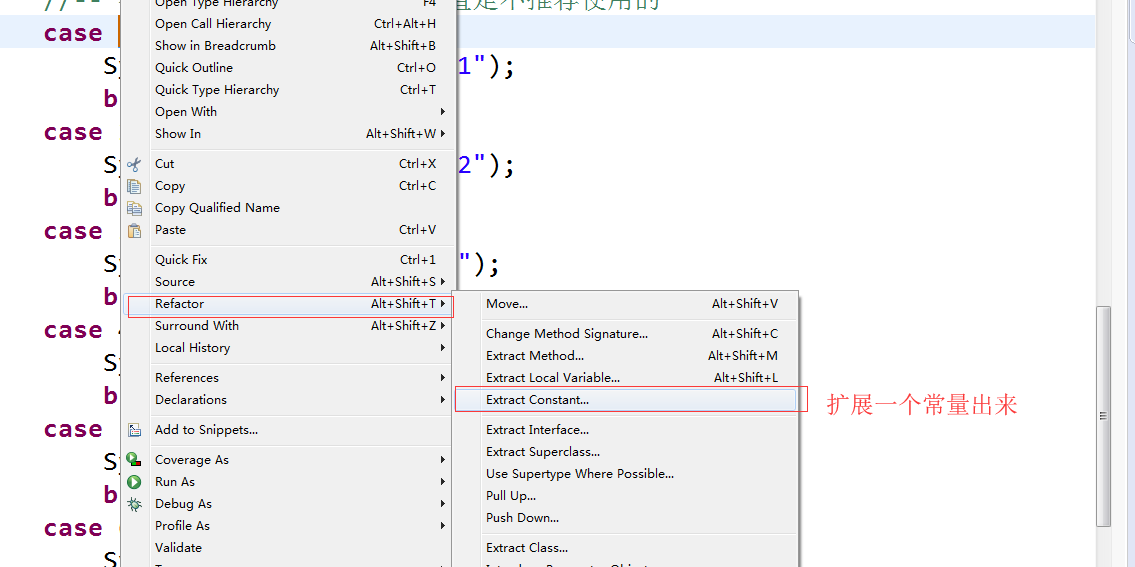 //--
是不推荐使用的
case
Open Type Hierarchy F4
Open Call Hierarchy Ctrl+Alt+H
Show in Breadcrumb Alt+Shift+B
Sy
1");
Quick Outline Ctrl+O
Quick Type Hierarchy Ctrl+T
b
Open With
case
Show In Alt+Shift+W
Sy
2");
Cut Ctrl+X
Copy Ctrl+C
b
Copy Qualified Name
case
Paste Ctrl+V
Sy
");
Quick Fix Ctrl+1
Source Alt+Shift+S
b
Refactor Alt+Shift+T
case
Surround With Alt+Shift+Z
Local History
Sy
References
b
Declarations
case
Add to Snippets...
Sy
Coverage As
b
Run As
Debug As
case
Profile As
Validate
Sy
Move... Alt+Shift+V
Change Method Signature... Alt+Shift+C
Extract Method... Alt+Shift+M
Extract Local Variable... Alt+Shift+L
Extract Constant...
扩展一个常量出来
Extract Interface...
Extract Superclass...
Use Supertype Where Possible...
Pull Up...
Push Down...
Extract Class...